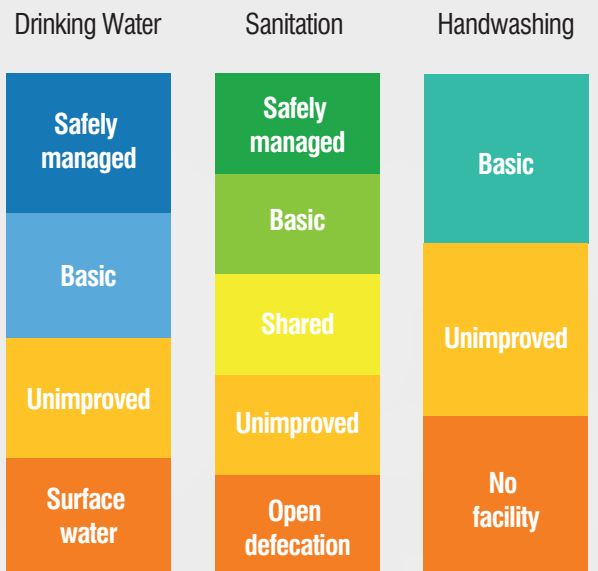 Drinking Water
Safely
managed
Basic
Unimproved
Surface
water
Sanitation
Safely
managed
Basic
Shared
Unimproved
Open
defecation
Handwashing
Basic
Unimproved
No
facility